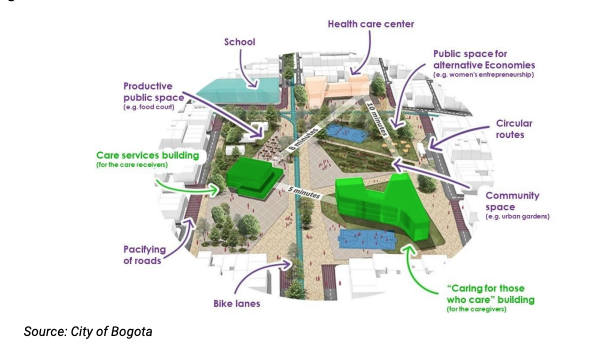 Health care center
School
Public space for
alternative Economies
(e.g. women's entrepreneurship)
Productive
public space
(e.g. food court)
10 minutes
Circular
routes
Care services building
(for the care receivers)
5 minutes
Community
space
(e.g. urban gardens)
Pacifying
of roads
Bike lanes
"Caring for those
who care" building
(for the caregivers)
Source: City of Bogota